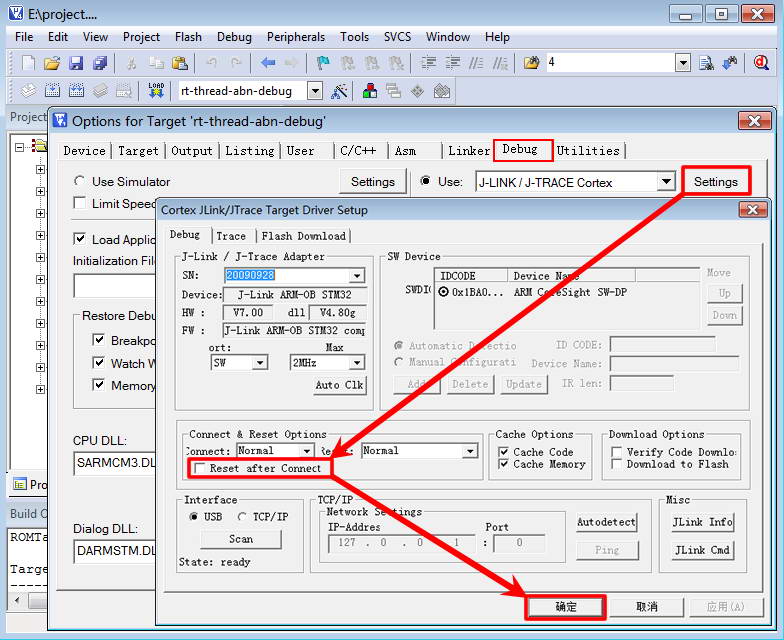 E:\project....
File Edit View Project Flash Debug Peripherals Tools SVCS Window Help
4
LOAD rt-thread-abn-debug
Project
Options for Target 'rt-thread-abn-debug'
Device Target Output Listing User C/C++ Asm Linker Debug Utilities
Use Simulator Settings Use: J-LINK / J-TRACE Cortex Settings
Limit Speed
Load Applic
Initialization File
Restore Debu
Breakpo
Watch W
Memory
CPU DLL:
SARMCM3.DL
Dialog DLL:
DARMSTM.DL
Pro
Build O
ROMTa
Targe
Cortex JLink/JTrace Target Driver Setup
Debug Trace Flash Download
J-Link / J-Trace Adapter
SN: 20090928
Device: J-Link ARM-OB STM32
HW : V7.00 dll V4.80g
FW : J-Link ARM-OB STM32 comp
ort: Max
SW 2MHz
Auto Clk
SW Device
IDCODE Device Name Move
SWDIO 0x1BA0... ARM CoreSight SW-DP Up
Down
Automatic Detectio ID CODE:
Manual Configurati Device Name:
Add Delete Update IR len:
Connect & Reset Options
Connect: Normal Reset: Normal
Reset after Connect
Cache Options
Cache Code
Cache Memory
Download Options
Verify Code Downlo
Download to Flash
Interface
USB TCP/IP
Scan
State: ready
TCP/IP
Network Settings
IP-Addres Port
127 . 0 . 0 . 1 : 0
Autodetect
Ping
Misc
JLink Info
JLink Cmd
确定 取消 应用(A)